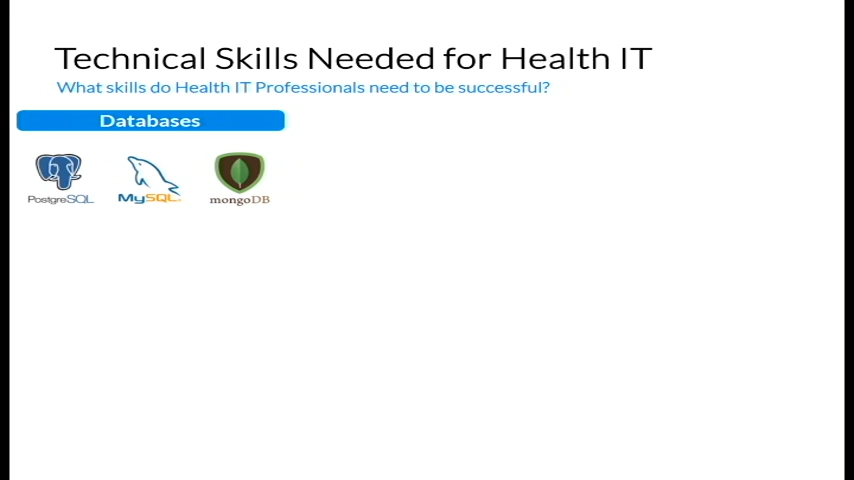 Technical Skills Needed for Health IT
What skills do Health IT Professionals need to be successful?
Databases
PostgreSQL
MySQL
mongoDB